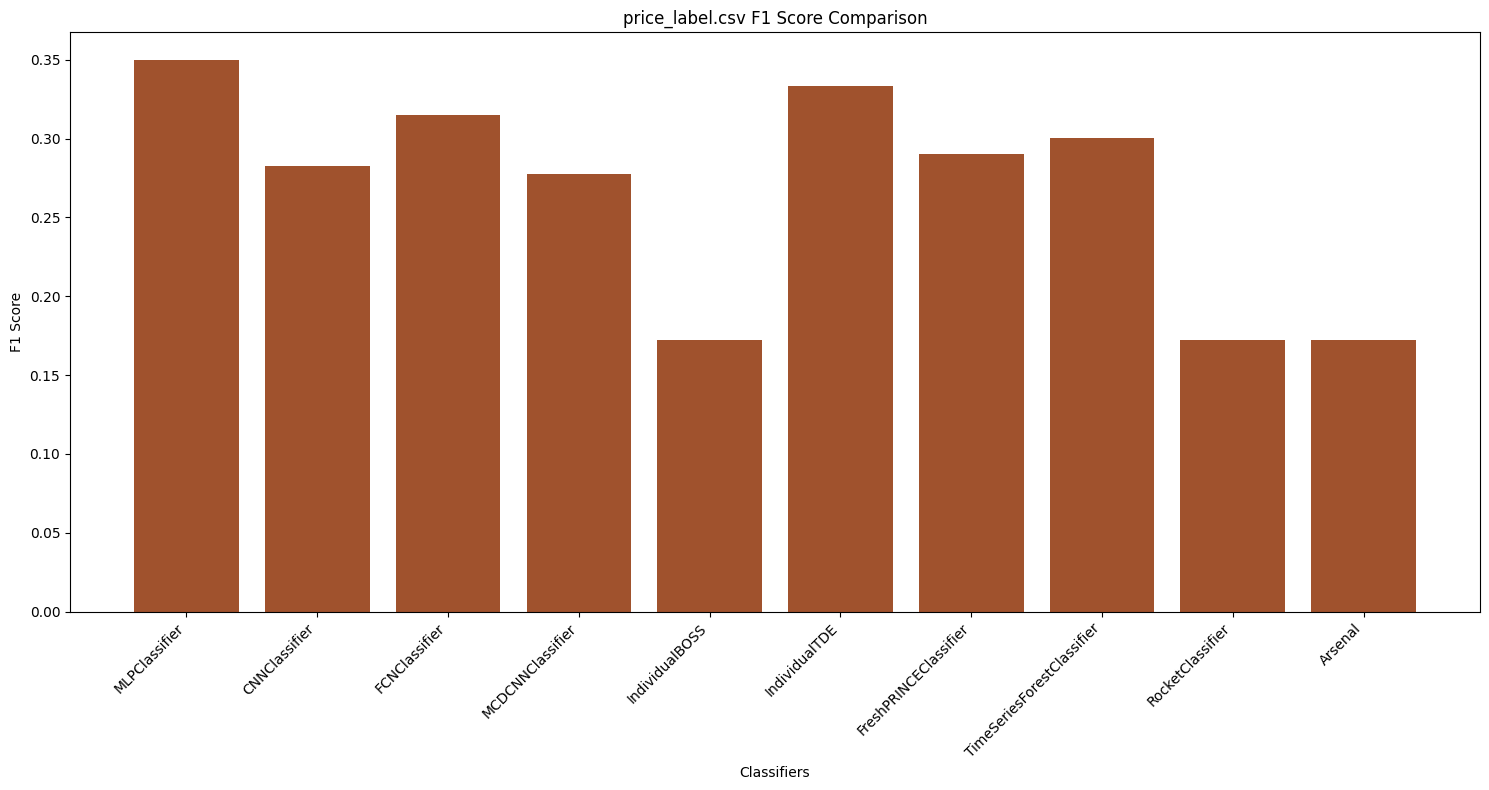 price_label.csv F1 Score Comparison
F1 Score
0.35
0.30
0.25
0.20
0.15
0.10
0.05
0.00
MLPClassifier
CNNClassifier
FCNClassifier
MCDCNNClassifier
IndividualBOSS
IndividualTDE
FreshPRINCEClassifier
TimeSeriesForestClassifier
RocketClassifier
Arsenal
Classifiers